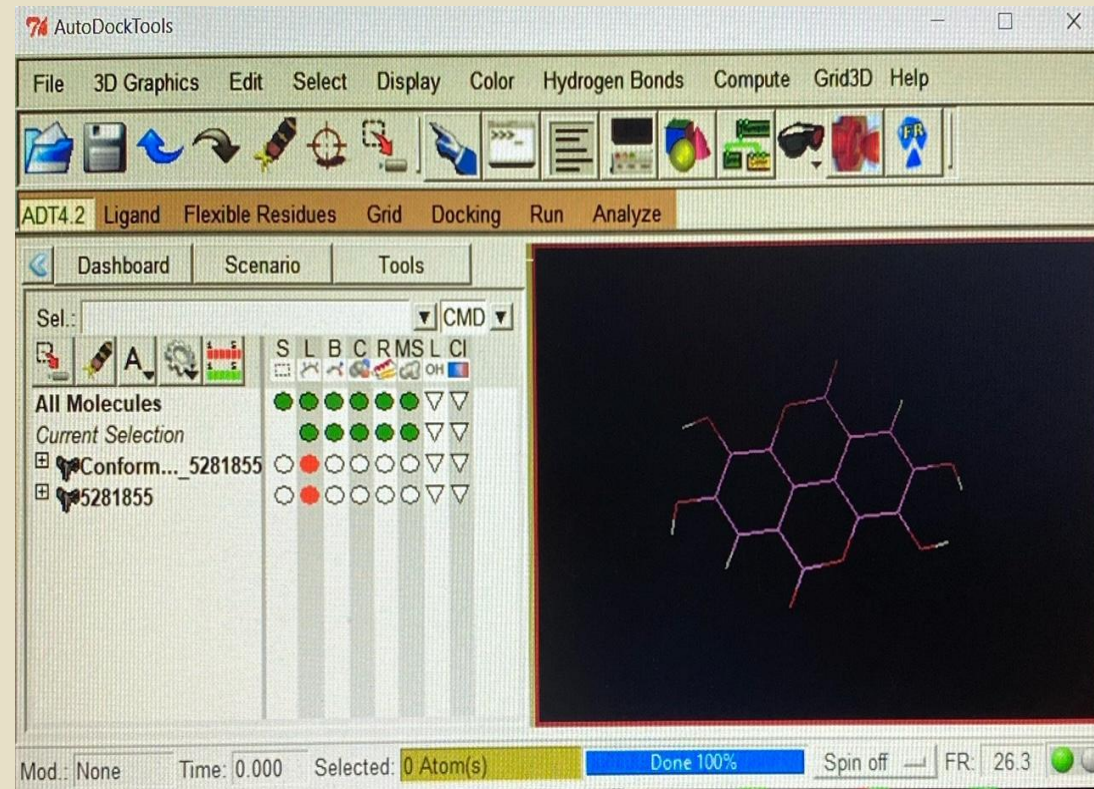 AutoDockTools
File 3D Graphics Edit Select Display Color Hydrogen Bonds Compute Grid3D Help
>>>
FR
ADT4.2 Ligand Flexible Residues Grid Docking Run Analyze
Dashboard Scenario Tools
Sel.: CMD
A S L B C R MS L Cl
OH
All Molecules
Current Selection
Conform..._5281855
5281855
Mod.: None Time: 0.000 Selected: 0 Atom(s) Done 100% Spin off FR: 26.3